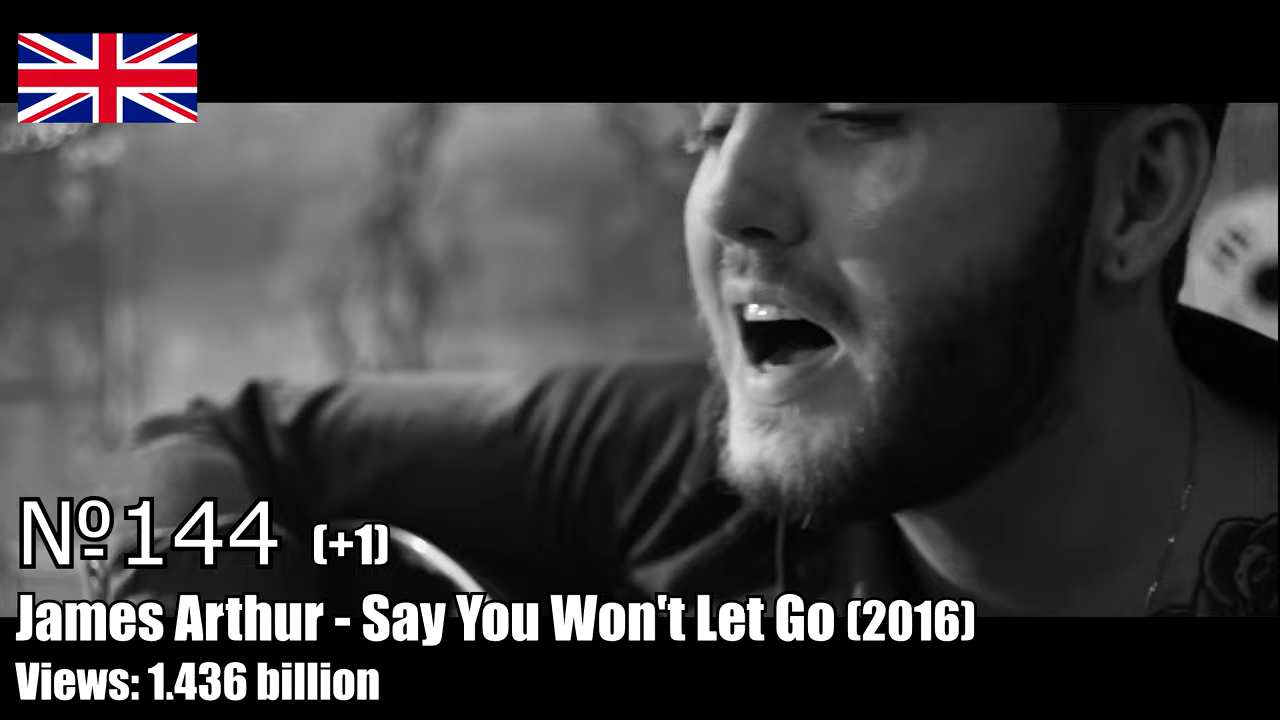 №144 (+1)
James Arthur - Say You Won't Let Go (2016)
Views: 1.436 billion